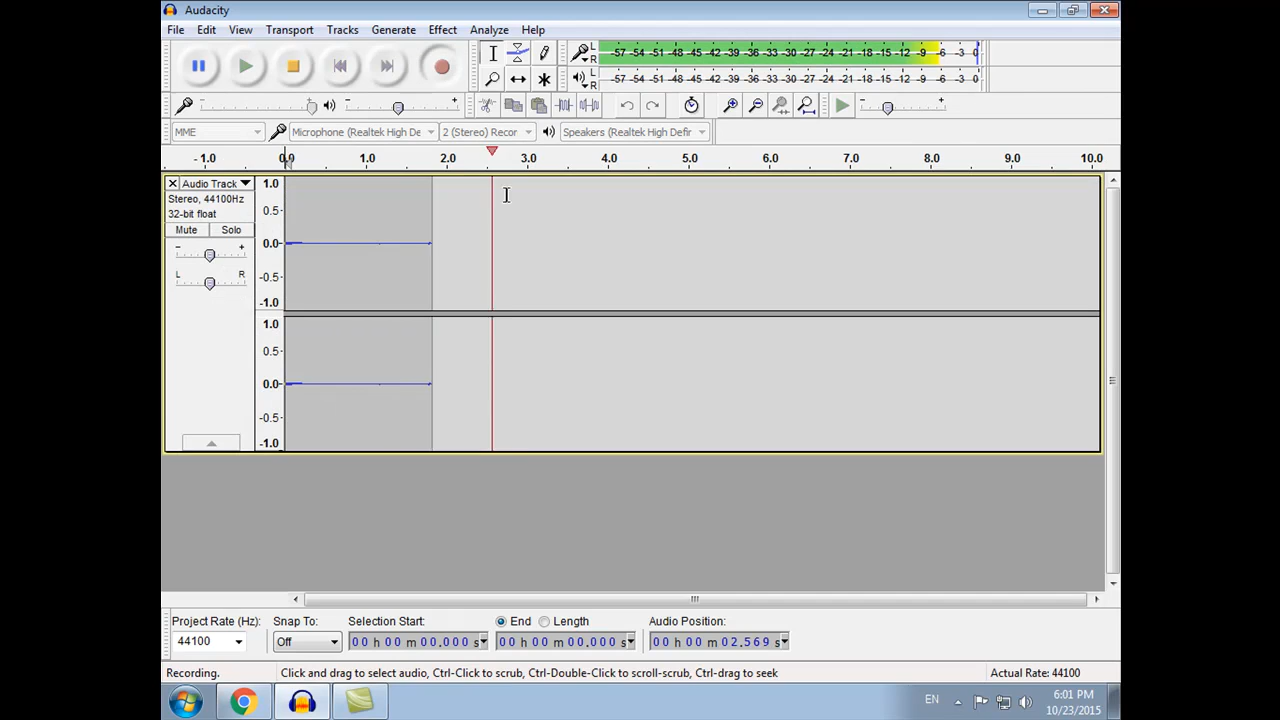 Audacity
File Edit View Transport Tracks Generate Effect Analyze Help
L
R
-57 -54 -51 -48 -45 -42 -39 -36 -33 -30 -27 -24 -21 -18 -15 -12 -9 -6 -3 0
L
R
-57 -54 -51 -48 -45 -42 -39 -36 -33 -30 -27 -24 -21 -18 -15 -12 -9 -6 -3 0
- + - + - +
MME Microphone (Realtek High De 2 (Stereo) Recor Speakers (Realtek High Defir
- 1.0 0.0 1.0 2.0 3.0 4.0 5.0 6.0 7.0 8.0 9.0 10.0
Audio Track 1.0
Stereo, 44100Hz
32-bit float 0.5
Mute Solo
- + 0.0
L R -0.5
-1.0
1.0
0.5
0.0
-0.5
-1.0
Project Rate (Hz): Snap To: Selection Start: End Length Audio Position:
44100 Off 00 h 00 m 00.000 s 00 h 00 m 00.000 s 00 h 00 m 02.569 s
Recording. Click and drag to select audio, Ctrl-Click to scrub, Ctrl-Double-Click to scroll-scrub, Ctrl-drag to seek Actual Rate: 44100
EN 6:01 PM
10/23/2015